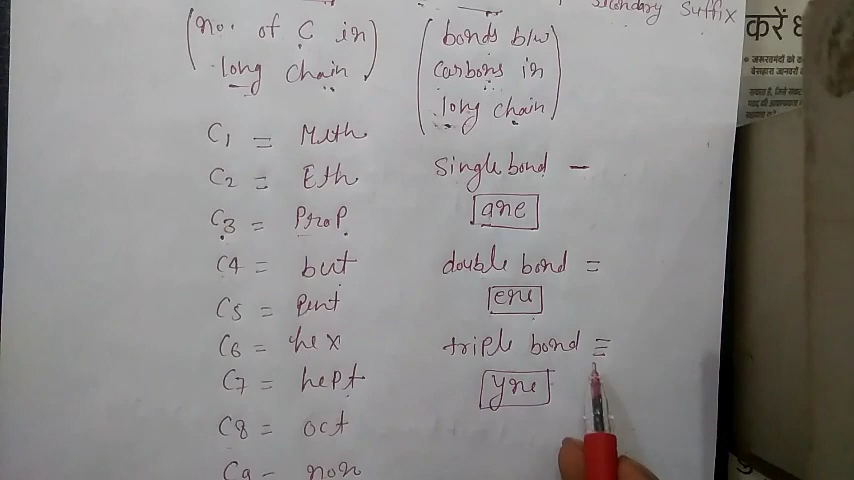 secondary suffix
(no. of C in
long chain)
(bonds b/w
Carbons in
long chain)
C1 = Meth
C2 = Eth
C3 = ProP
C4 = but
C5 = Pent
C6 = hex
C7 = hept
C8 = oct
C9 = non
Single bond -
ane
double bond =
ene
triple bond ≡
yne
करें